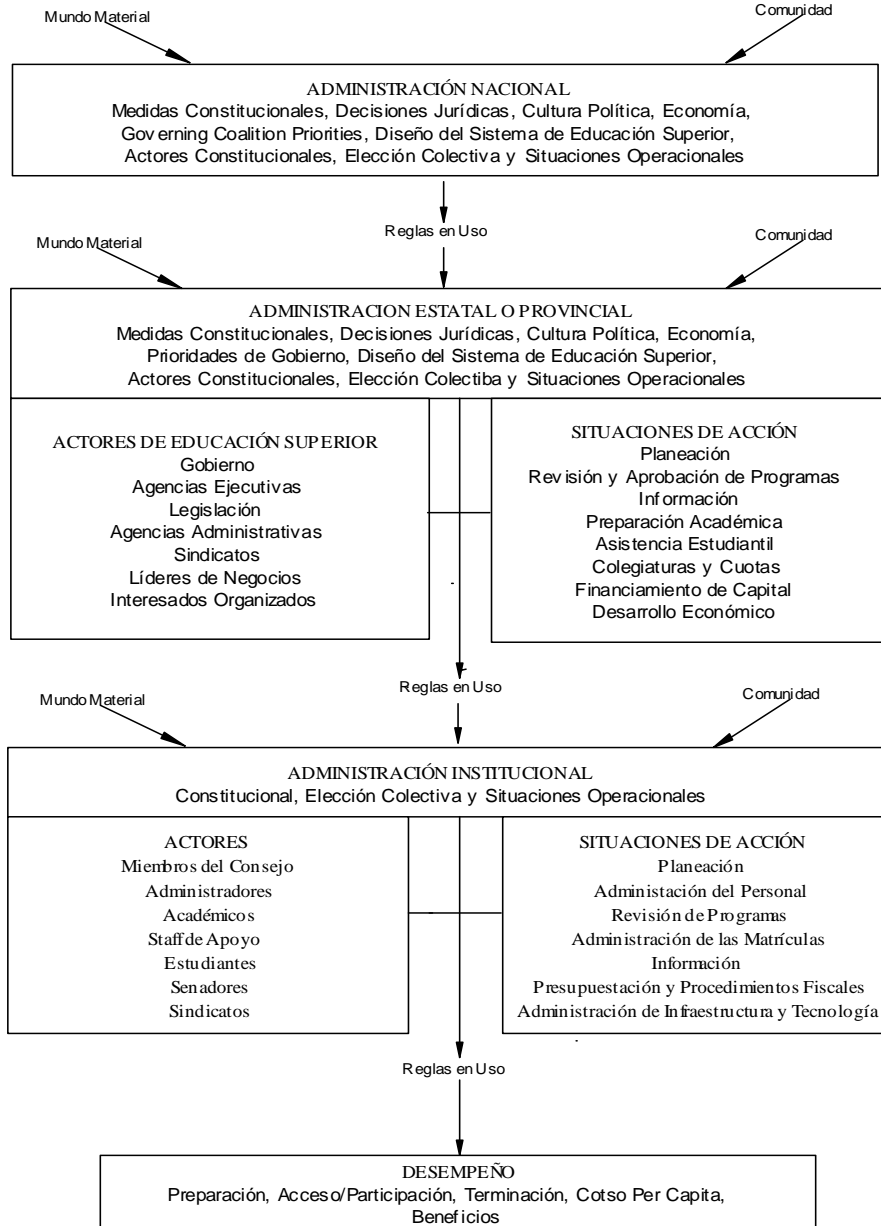 Mundo Material
Comunidad
ADMINISTRACIÓN NACIONAL
Medidas Constitucionales, Decisiones Jurídicas, Cultura Política, Economía,
Governing Coalition Priorities, Diseño del Sistema de Educación Superior,
Actores Constitucionales, Elección Colectiva y Situaciones Operacionales
Reglas en Uso
Mundo Material
Comunidad
ADMINISTRACION ESTATAL O PROVINCIAL
Medidas Constitucionales, Decisiones Jurídicas, Cultura Política, Economía,
Prioridades de Gobierno, Diseño del Sistema de Educación Superior,
Actores Constitucionales, Elección Colectiba y Situaciones Operacionales
ACTORES DE EDUCACIÓN SUPERIOR
Gobierno
Agencias Ejecutivas
Legislación
Agencias Administrativas
Sindicatos
Líderes de Negocios
Interesados Organizados
SITUACIONES DE ACCIÓN
Planeación
Revisión y Aprobación de Programas
Información
Preparación Académica
Asistencia Estudiantil
Colegiaturas y Cuotas
Financiamiento de Capital
Desarrollo Económico
Reglas en Uso
Mundo Material
Comunidad
ADMINISTRACIÓN INSTITUCIONAL
Constitucional, Elección Colectiva y Situaciones Operacionales
ACTORES
Miembros del Consejo
Administradores
Académicos
Staff de Apoyo
Estudiantes
Senadores
Sindicatos
SITUACIONES DE ACCIÓN
Planeación
Administación del Personal
Revisión de Programas
Administración de las Matrículas
Información
Presupuestación y Procedimientos Fiscales
Administración de Infraestructura y Tecnología
Reglas en Uso
DESEMPEÑO
Preparación, Acceso/Participación, Terminación, Cotso Per Capita,
Beneficios